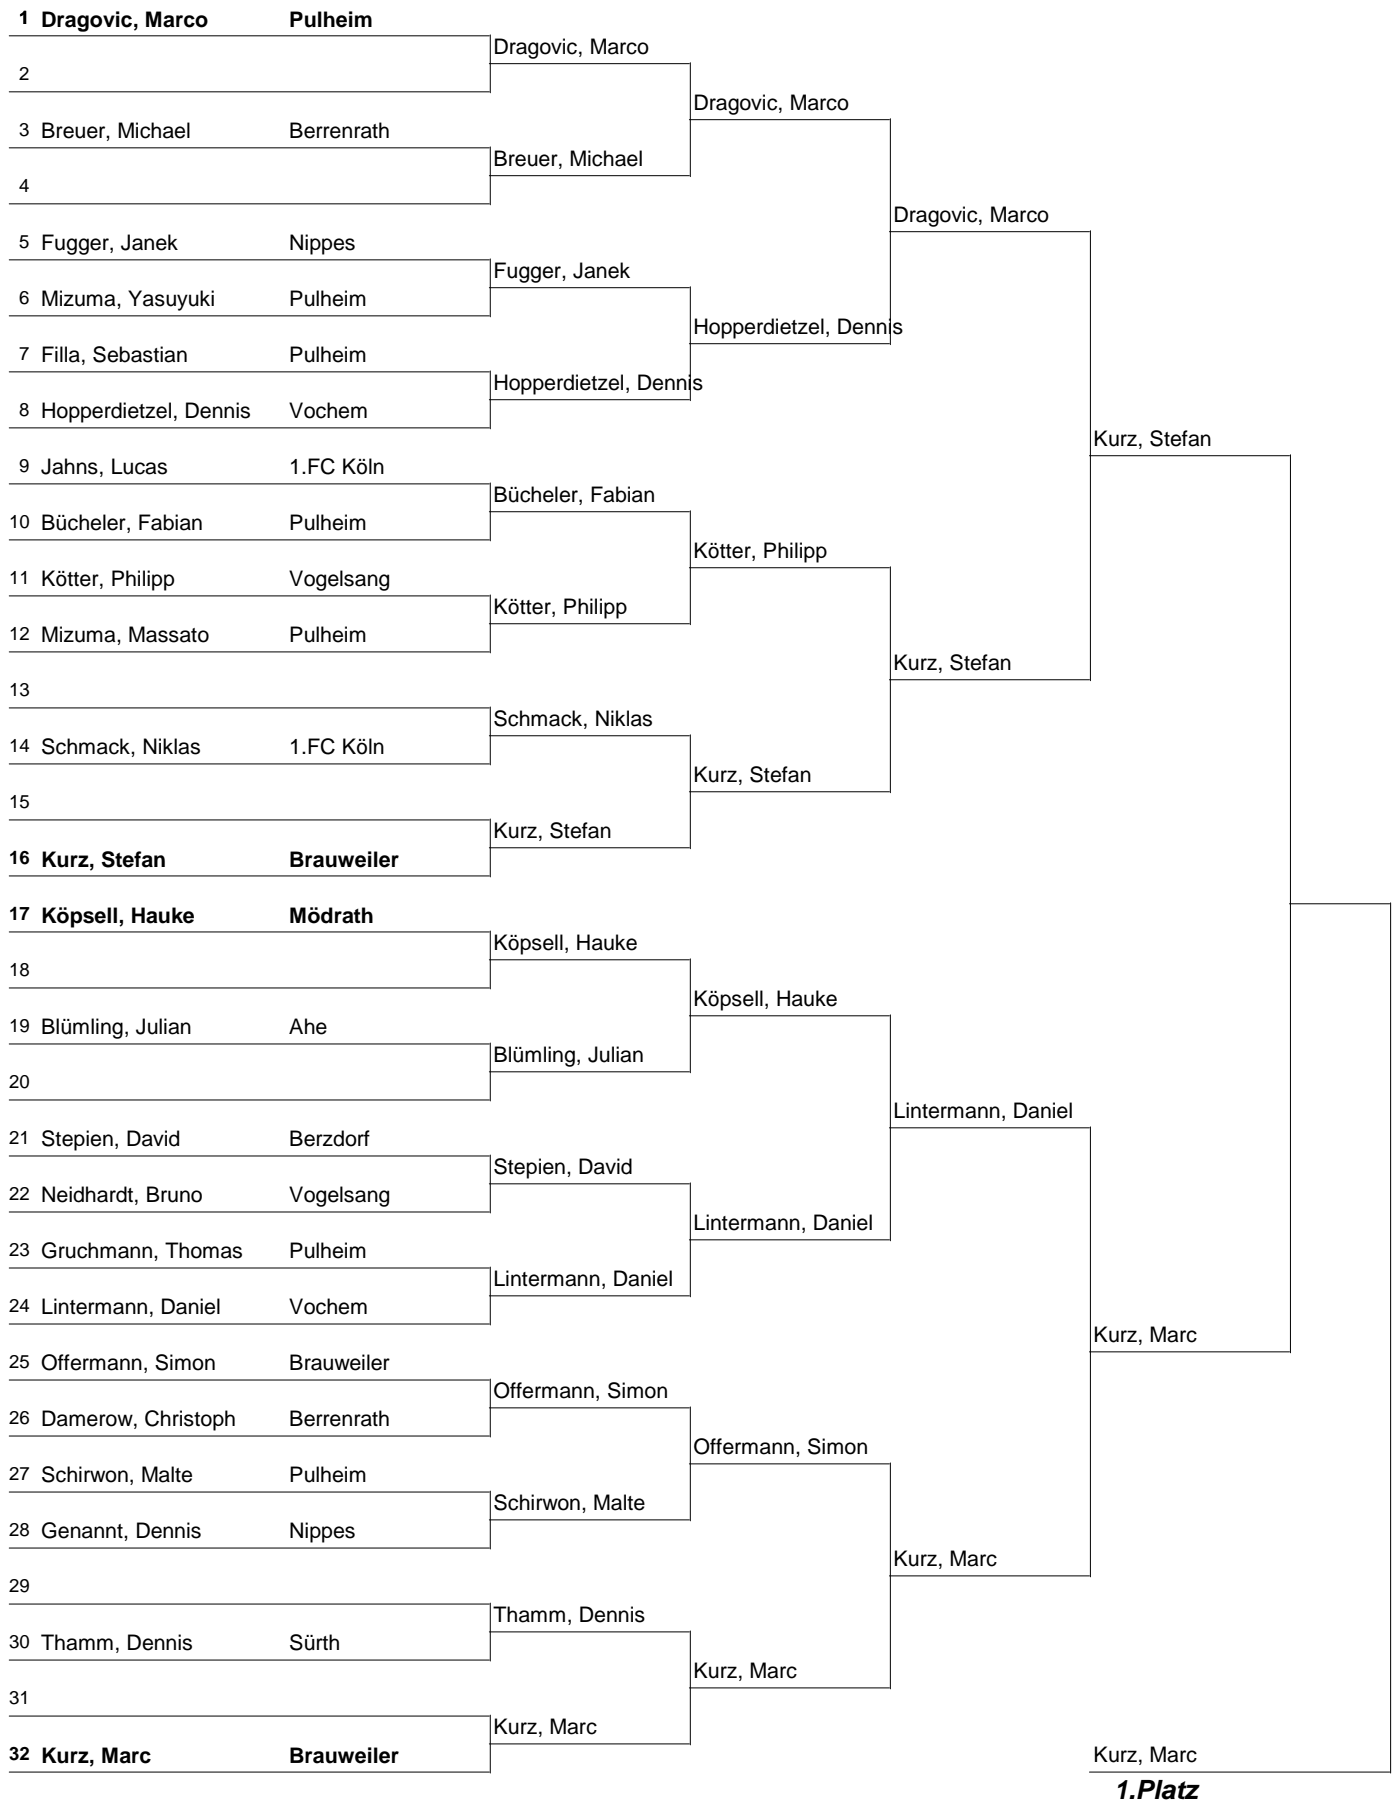 1 Dragovic, Marco Pulheim
Dragovic, Marco
2
Dragovic, Marco
3 Breuer, Michael Berrenrath
Breuer, Michael
4
Dragovic, Marco
5 Fugger, Janek Nippes
Fugger, Janek
6 Mizuma, Yasuyuki Pulheim
Hopperdietzel, Dennis
7 Filla, Sebastian Pulheim
Hopperdietzel, Dennis
8 Hopperdietzel, Dennis Vochem
Kurz, Stefan
9 Jahns, Lucas 1.FC Köln
Bücheler, Fabian
10 Bücheler, Fabian Pulheim
Kötter, Philipp
11 Kötter, Philipp Vogelsang
Kötter, Philipp
12 Mizuma, Massato Pulheim
Kurz, Stefan
13
Schmack, Niklas
14 Schmack, Niklas 1.FC Köln
Kurz, Stefan
15
Kurz, Stefan
16 Kurz, Stefan Brauweiler
17 Köpsell, Hauke Mödrath
Köpsell, Hauke
18
Köpsell, Hauke
19 Blümling, Julian Ahe
Blümling, Julian
20
Lintermann, Daniel
21 Stepien, David Berzdorf
Stepien, David
22 Neidhardt, Bruno Vogelsang
Lintermann, Daniel
23 Gruchmann, Thomas Pulheim
Lintermann, Daniel
24 Lintermann, Daniel Vochem
Kurz, Marc
25 Offermann, Simon Brauweiler
Offermann, Simon
26 Damerow, Christoph Berrenrath
Offermann, Simon
27 Schirwon, Malte Pulheim
Schirwon, Malte
28 Genannt, Dennis Nippes
Kurz, Marc
29
Thamm, Dennis
30 Thamm, Dennis Sürth
Kurz, Marc
31
Kurz, Marc
32 Kurz, Marc Brauweiler
Kurz, Marc
1.Platz